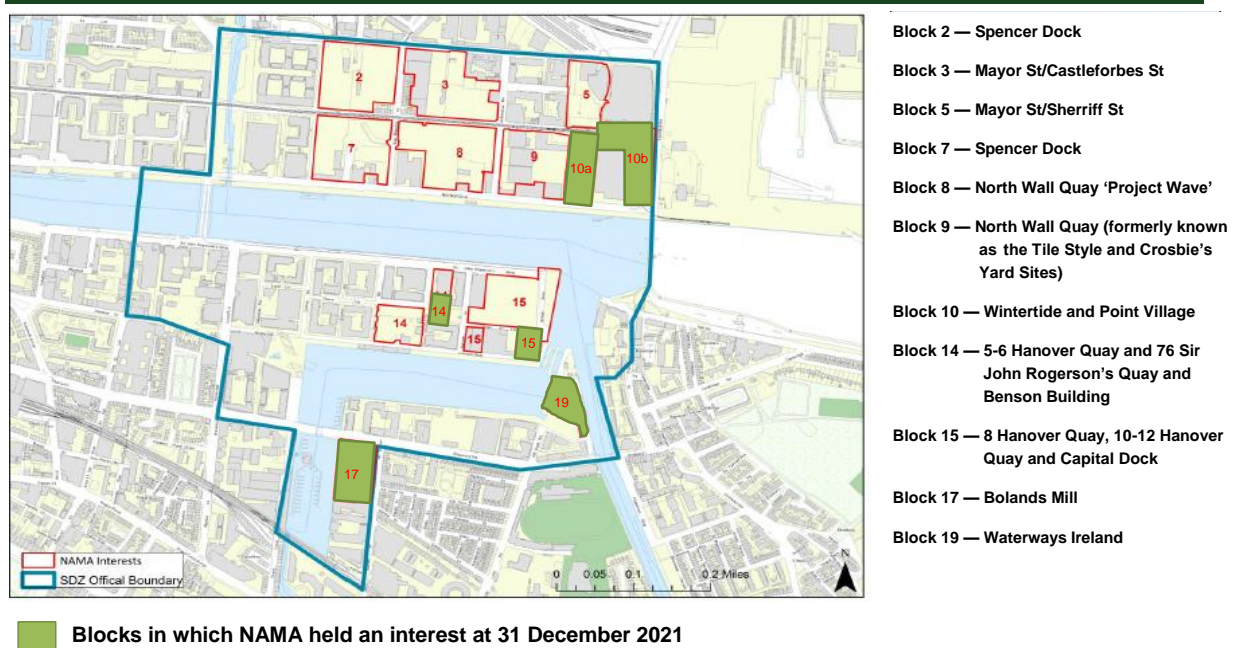 2
3
5
7
8
9
10a
10b
14
14
15
15
15
19
17
NAMA Interests
SDZ Offical Boundary
0 0.05 0.1 0.2 Miles
N
Block 2 — Spencer Dock
Block 3 — Mayor St/Castleforbes St
Block 5 — Mayor St/Sherriff St
Block 7 — Spencer Dock
Block 8 — North Wall Quay ‘Project Wave’
Block 9 — North Wall Quay (formerly known
as the Tile Style and Crosbie’s
Yard Sites)
Block 10 — Wintertide and Point Village
Block 14 — 5-6 Hanover Quay and 76 Sir
John Rogerson’s Quay and
Benson Building
Block 15 — 8 Hanover Quay, 10-12 Hanover
Quay and Capital Dock
Block 17 — Bolands Mill
Block 19 — Waterways Ireland
Blocks in which NAMA held an interest at 31 December 2021